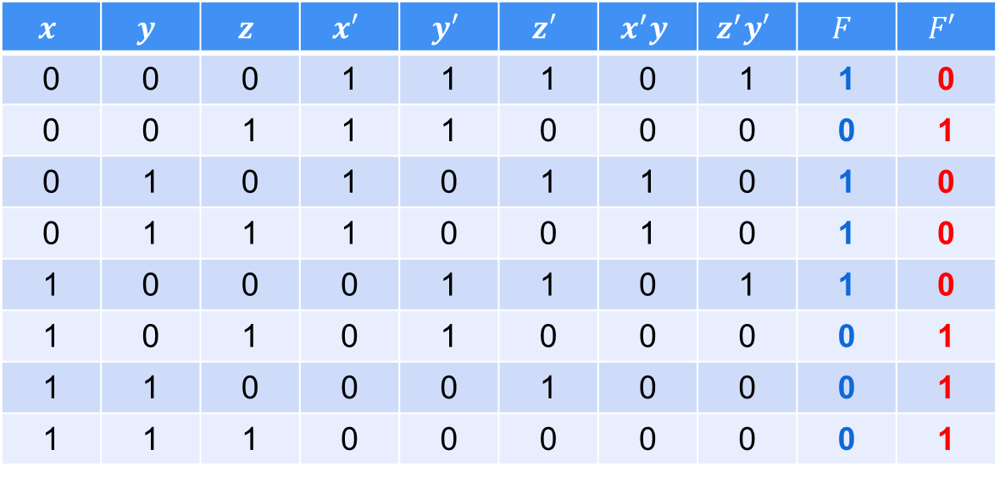 x y z x′ y′ z′ x′y z′y′ F F′
0 0 0 1 1 1 0 1 1 0
0 0 1 1 1 0 0 0 0 1
0 1 0 1 0 1 1 0 1 0
0 1 1 1 0 0 1 0 1 0
1 0 0 0 1 1 0 1 1 0
1 0 1 0 1 0 0 0 0 1
1 1 0 0 0 1 0 0 0 1
1 1 1 0 0 0 0 0 0 1